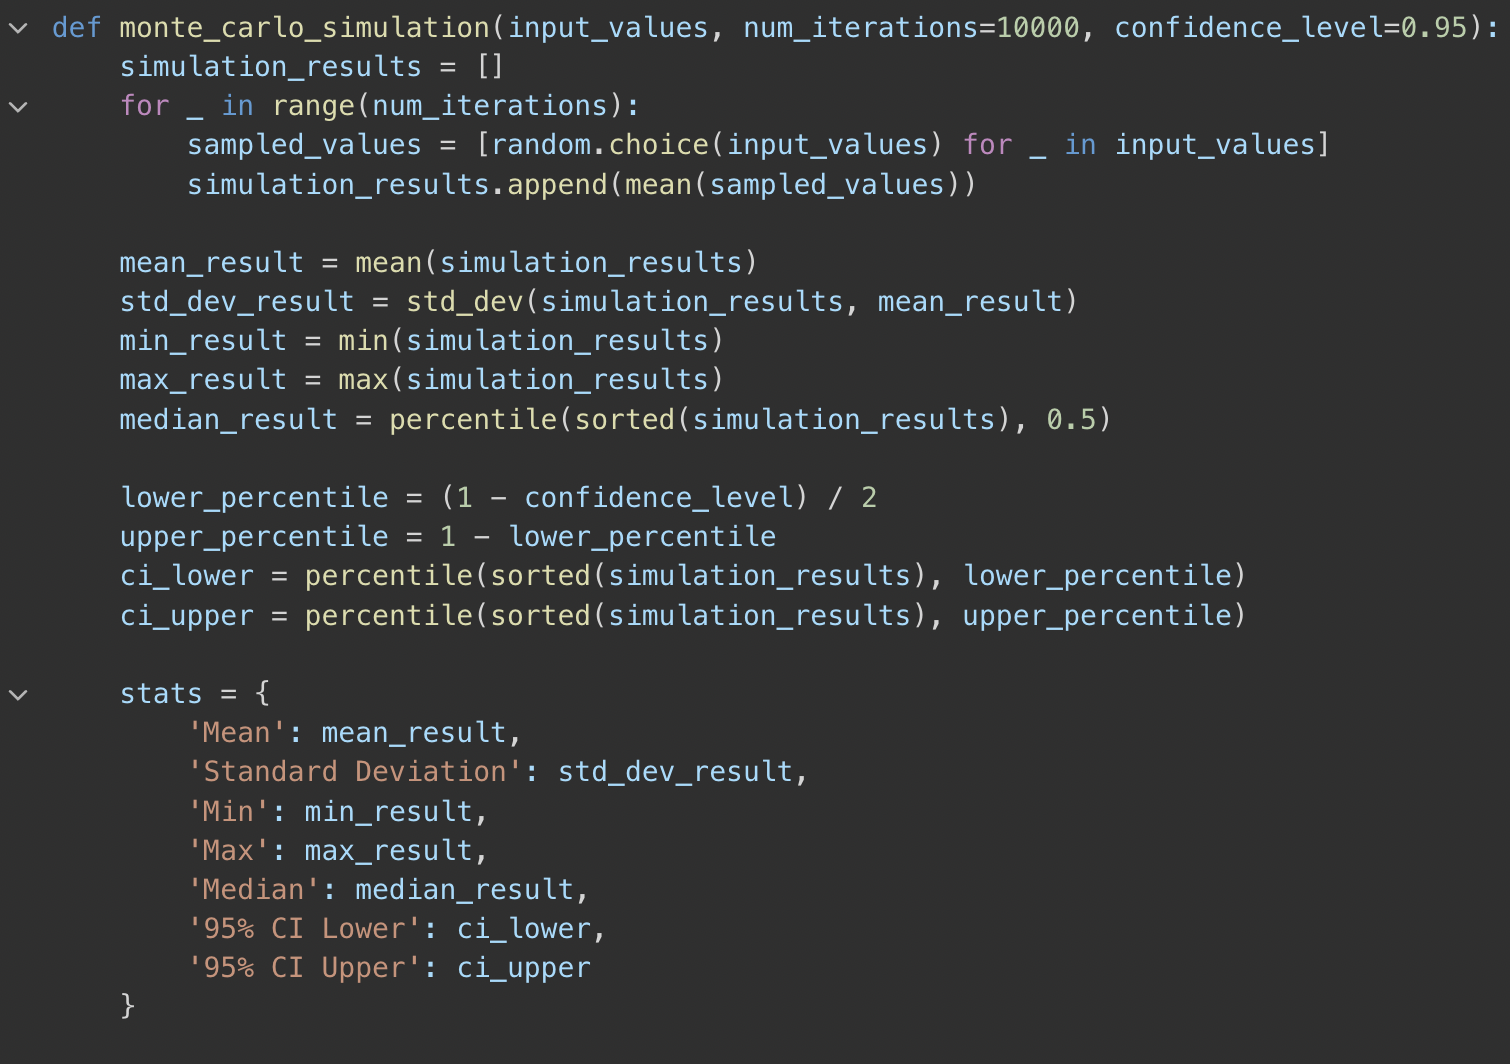 def monte_carlo_simulation(input_values, num_iterations=10000, confidence_level=0.95):
    simulation_results = []
    for _ in range(num_iterations):
        sampled_values = [random.choice(input_values) for _ in input_values]
        simulation_results.append(mean(sampled_values))

    mean_result = mean(simulation_results)
    std_dev_result = std_dev(simulation_results, mean_result)
    min_result = min(simulation_results)
    max_result = max(simulation_results)
    median_result = percentile(sorted(simulation_results), 0.5)

    lower_percentile = (1 - confidence_level) / 2
    upper_percentile = 1 - lower_percentile
    ci_lower = percentile(sorted(simulation_results), lower_percentile)
    ci_upper = percentile(sorted(simulation_results), upper_percentile)

    stats = {
        'Mean': mean_result,
        'Standard Deviation': std_dev_result,
        'Min': min_result,
        'Max': max_result,
        'Median': median_result,
        '95% CI Lower': ci_lower,
        '95% CI Upper': ci_upper
    }